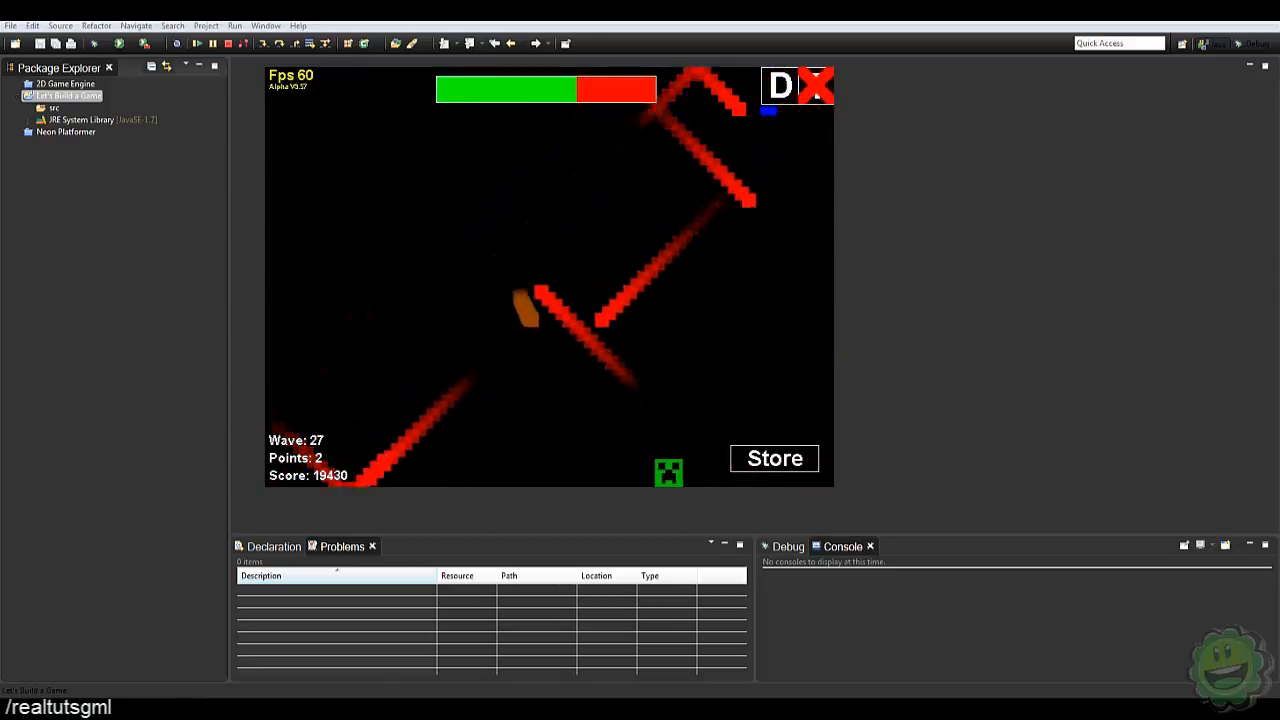 File Edit Source Refactor Navigate Search Project Run Window Help
Quick Access
Debug
Package Explorer
2D Game Engine
Let's Build a Game
src
JRE System Library [JavaSE-1.7]
Neon Platformer
Fps 60
Alpha V3.57
D
Wave: 27
Points: 2
Score: 19430
Store
Declaration Problems
0 items
Description Resource Path Location Type
Debug Console
No consoles to display at this time.
Let's Build a Game
/realtutsgml